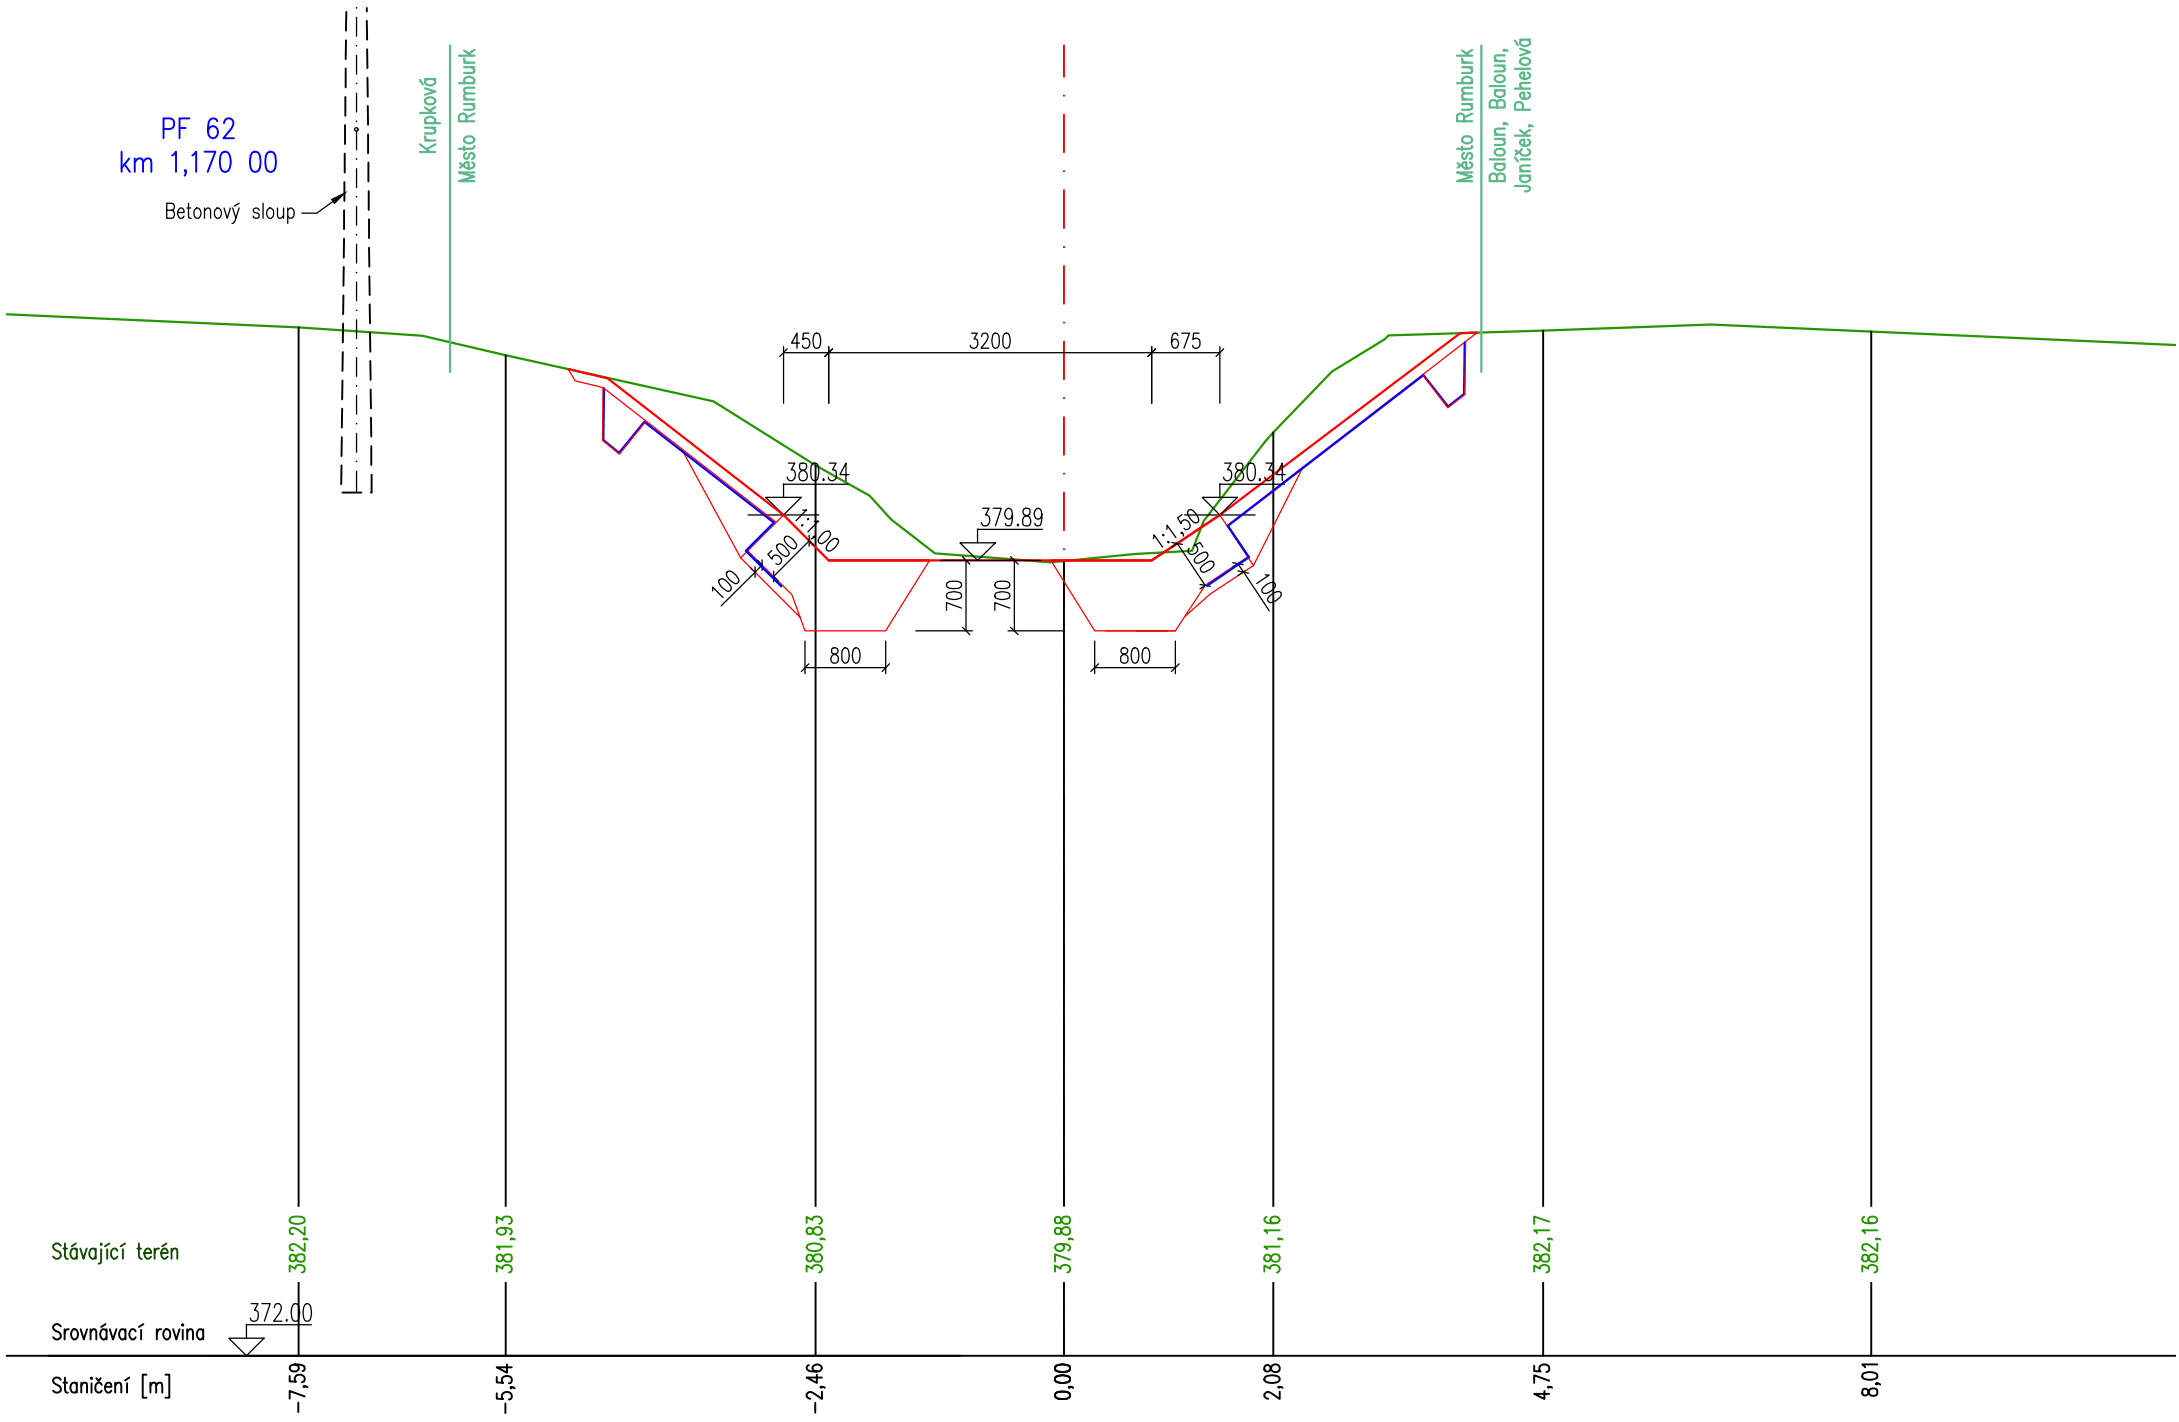 PF 62
km 1,170 00
Betonový sloup
Krupková
Město Rumburk
Město Rumburk
Baloun, Baloun,
Janíček, Pehelová
450
3200
675
380.34
380.34
379.89
1:1,00
1:1,50
500
500
100
100
700
700
800
800
Stávající terén
382,20
381,93
380,83
379,88
381,16
382,17
382,16
372.00
Srovnávací rovina
Staničení [m]
-7,59
-5,54
-2,46
0,00
2,08
4,75
8,01